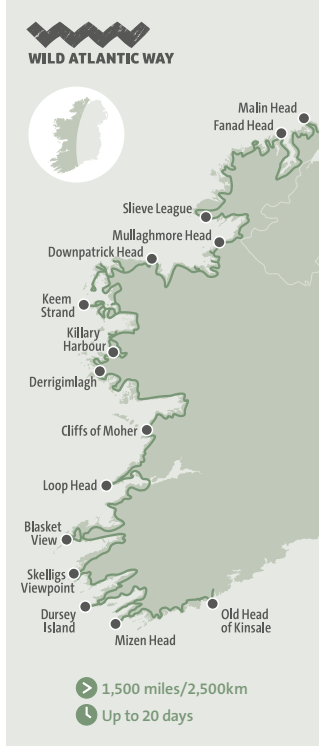 WILD ATLANTIC WAY
Malin Head
Fanad Head
Slieve League
Mullaghmore Head
Downpatrick Head
Keem
Strand
Killary
Harbour
Derrigimlagh
Cliffs of Moher
Loop Head
Blasket
View
Skelligs
Viewpoint
Dursey
Island
Mizen Head
Old Head
of Kinsale
1,500 miles/2,500km
Up to 20 days